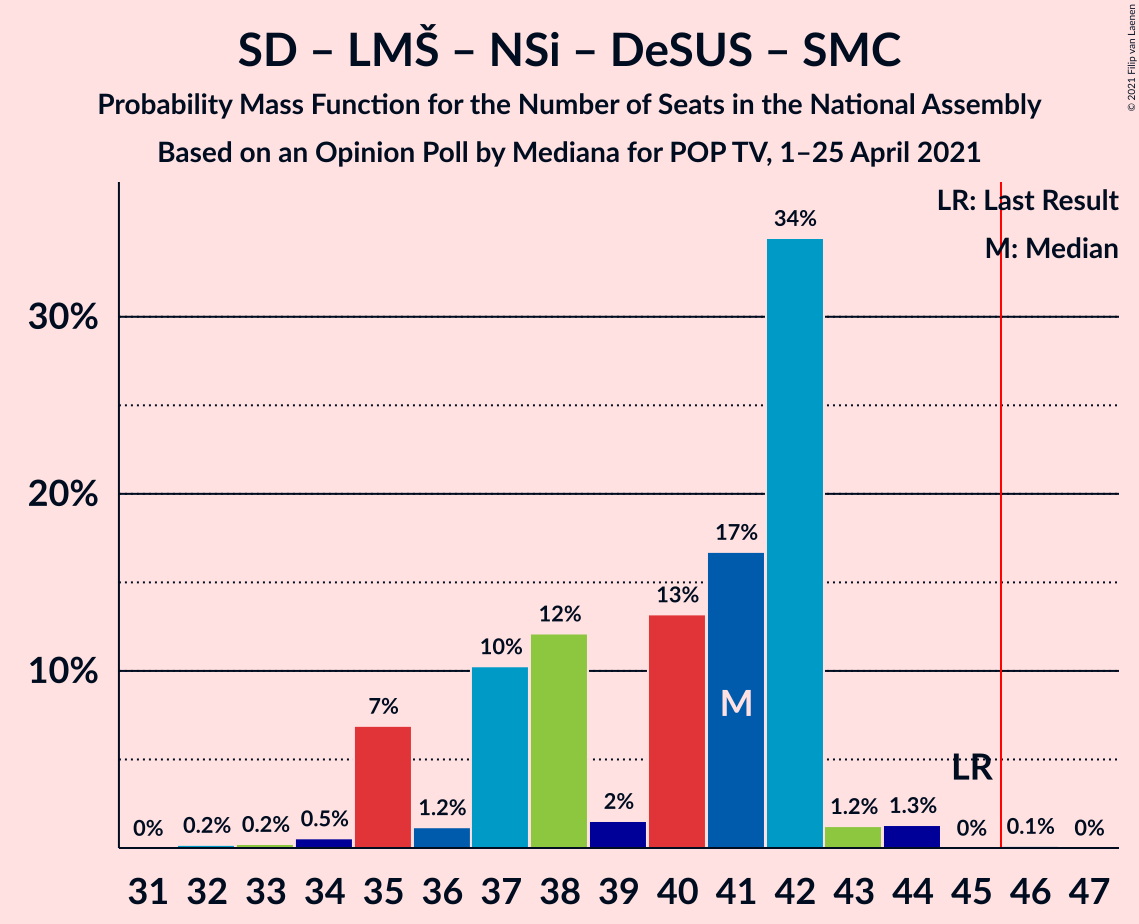 SD – LMŠ – NSi – DeSUS – SMC
Probability Mass Function for the Number of Seats in the National Assembly
Based on an Opinion Poll by Mediana for POP TV, 1–25 April 2021
© 2021 Filip van Laenen
LR: Last Result
M: Median
30%
20%
10%
0%
0.2%
0.2%
0.5%
7%
1.2%
10%
12%
2%
13%
17%
34%
1.2%
1.3%
0%
0.1%
0%
M
LR
31 32 33 34 35 36 37 38 39 40 41 42 43 44 45 46 47